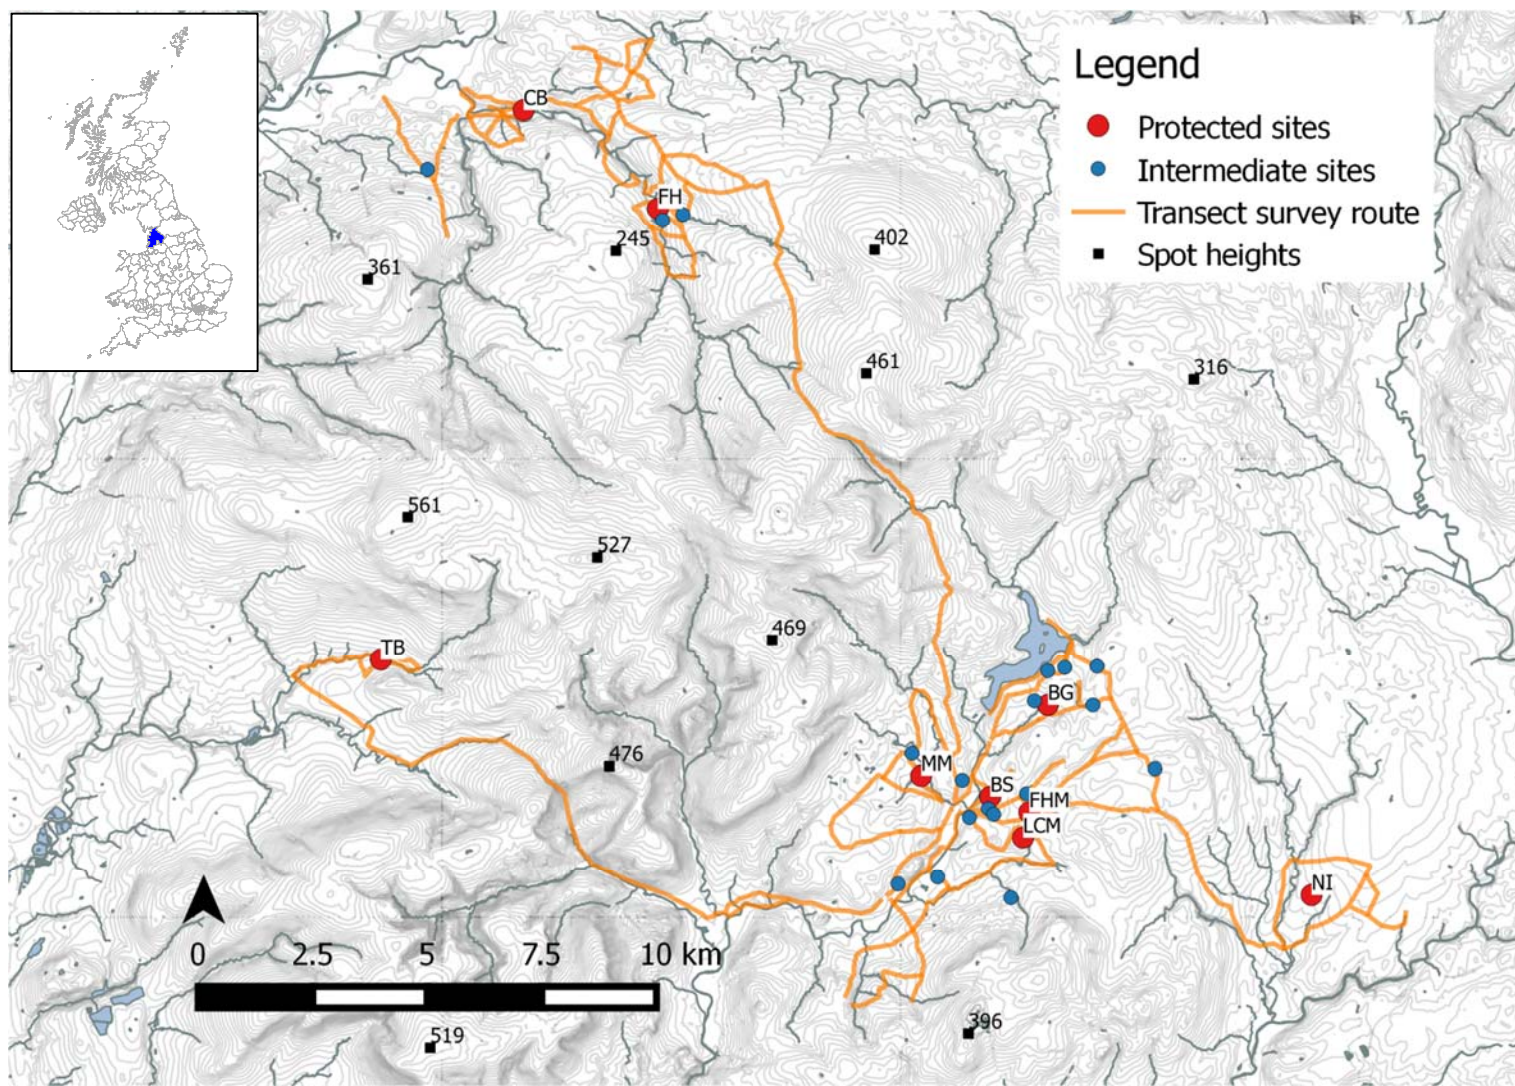 Legend
Protected sites
Intermediate sites
Transect survey route
Spot heights
CB
FH
245
402
361
461
316
561
527
469
TB
BG
476
MM
BS
FHM
LCM
NI
0 2.5 5 7.5 10 km
396
519